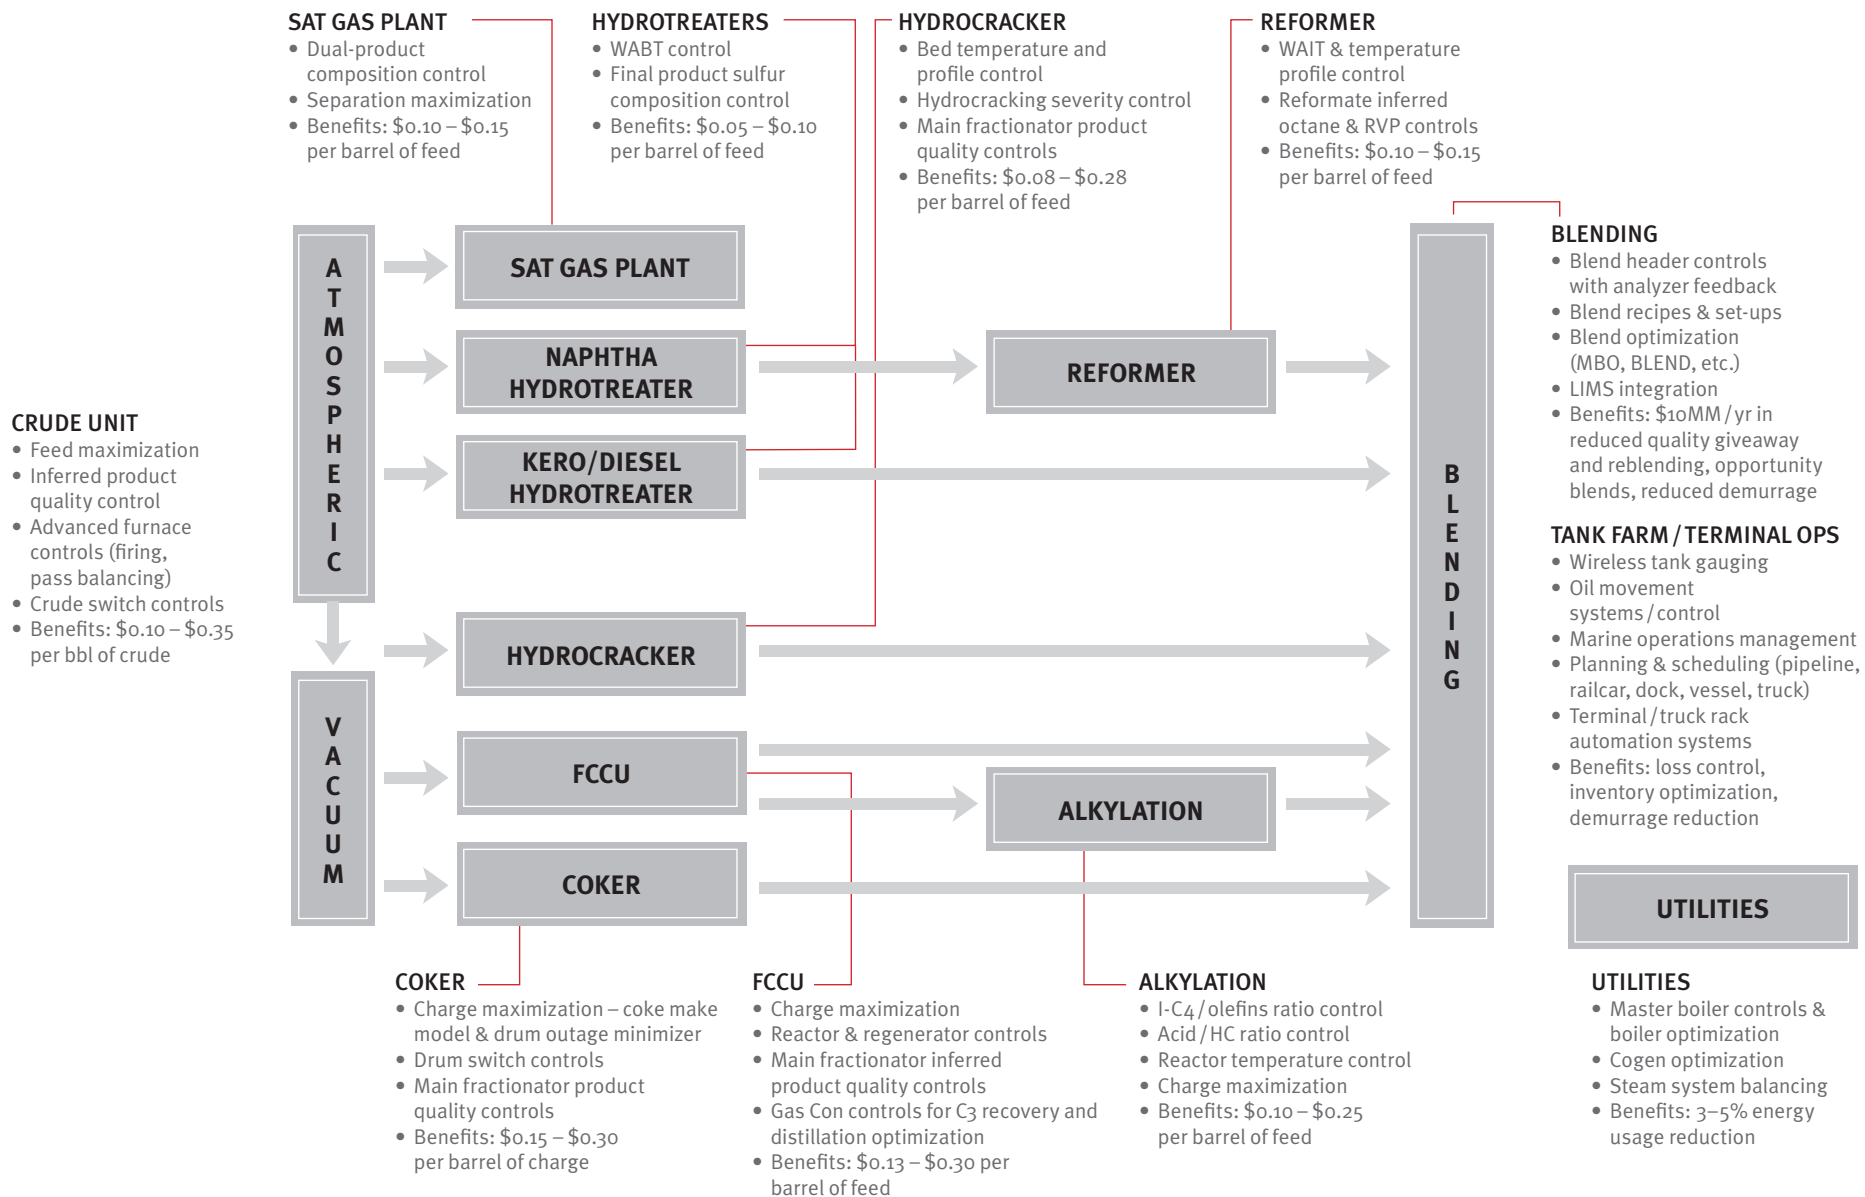 SAT GAS PLANT
• Dual-product
composition control
• Separation maximization
• Benefits: $0.10 – $0.15
per barrel of feed
HYDROTREATERS
• WABT control
• Final product sulfur
composition control
• Benefits: $0.05 – $0.10
per barrel of feed
HYDROCRACKER
• Bed temperature and
profile control
• Hydrocracking severity control
• Main fractionator product
quality controls
• Benefits: $0.08 – $0.28
per barrel of feed
REFORMER
• WAIT & temperature
profile control
• Reformate inferred
octane & RVP controls
• Benefits: $0.10 – $0.15
per barrel of feed
CRUDE UNIT
• Feed maximization
• Inferred product
quality control
• Advanced furnace
controls (firing,
pass balancing)
• Crude switch controls
• Benefits: $0.10 – $0.35
per bbl of crude
ATMOSPHERIC
VACUUM
SAT GAS PLANT
NAPHTHA
HYDROTREATER
KERO/DIESEL
HYDROTREATER
HYDROCRACKER
FCCU
COKER
REFORMER
ALKYLATION
BLENDING
BLENDING
• Blend header controls
with analyzer feedback
• Blend recipes & set-ups
• Blend optimization
(MBO, BLEND, etc.)
• LIMS integration
• Benefits: $10MM/yr in
reduced quality giveaway
and reblending, opportunity
blends, reduced demurrage
TANK FARM/TERMINAL OPS
• Wireless tank gauging
• Oil movement
systems/control
• Marine operations management
• Planning & scheduling (pipeline,
railcar, dock, vessel, truck)
• Terminal/truck rack
automation systems
• Benefits: loss control,
inventory optimization,
demurrage reduction
UTILITIES
COKER
• Charge maximization – coke make
model & drum outage minimizer
• Drum switch controls
• Main fractionator product
quality controls
• Benefits: $0.15 – $0.30
per barrel of charge
FCCU
• Charge maximization
• Reactor & regenerator controls
• Main fractionator inferred
product quality controls
• Gas Con controls for C3 recovery and
distillation optimization
• Benefits: $0.13 – $0.30 per
barrel of feed
ALKYLATION
• I-C4/olefins ratio control
• Acid/HC ratio control
• Reactor temperature control
• Charge maximization
• Benefits: $0.10 – $0.25
per barrel of feed
UTILITIES
• Master boiler controls &
boiler optimization
• Cogen optimization
• Steam system balancing
• Benefits: 3–5% energy
usage reduction